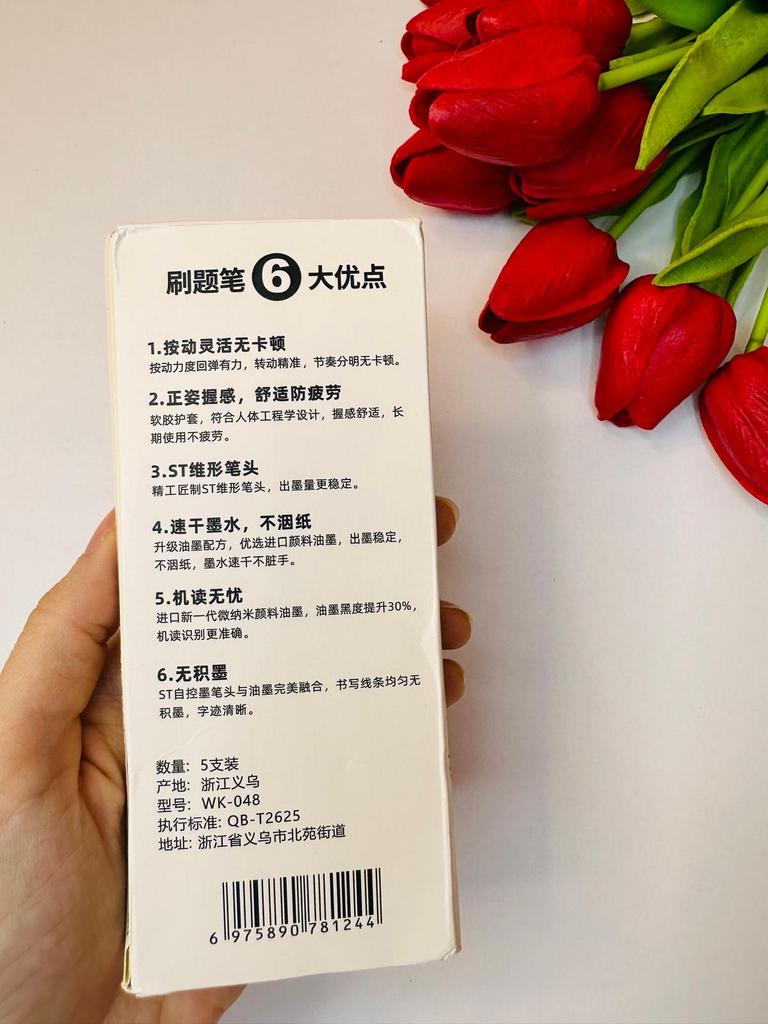 刷题笔6大优点
1.按动灵活无卡顿
按动力度回弹有力，转动精准，节奏分明无卡顿。
2.正姿握感，舒适防疲劳
软胶护套，符合人体工程学设计，握感舒适，长
期使用不疲劳。
3.ST维形笔头
精工匠制ST维形笔头，出墨量更稳定。
4.速干墨水，不洇纸
升级油墨配方，优选进口颜料油墨，出墨稳定，
不洇纸，墨水速干不脏手。
5.机读无忧
进口新一代微纳米颜料油墨，油墨黑度提升30%，
机读识别更准确。
6.无积墨
ST自控墨笔头与油墨完美融合，书写线条均匀无
积墨，字迹清晰。
数量：5支装
产地：浙江义乌
型号：WK-048
执行标准: QB-T2625
地址: 浙江省义乌市北苑街道
6 975890 781244